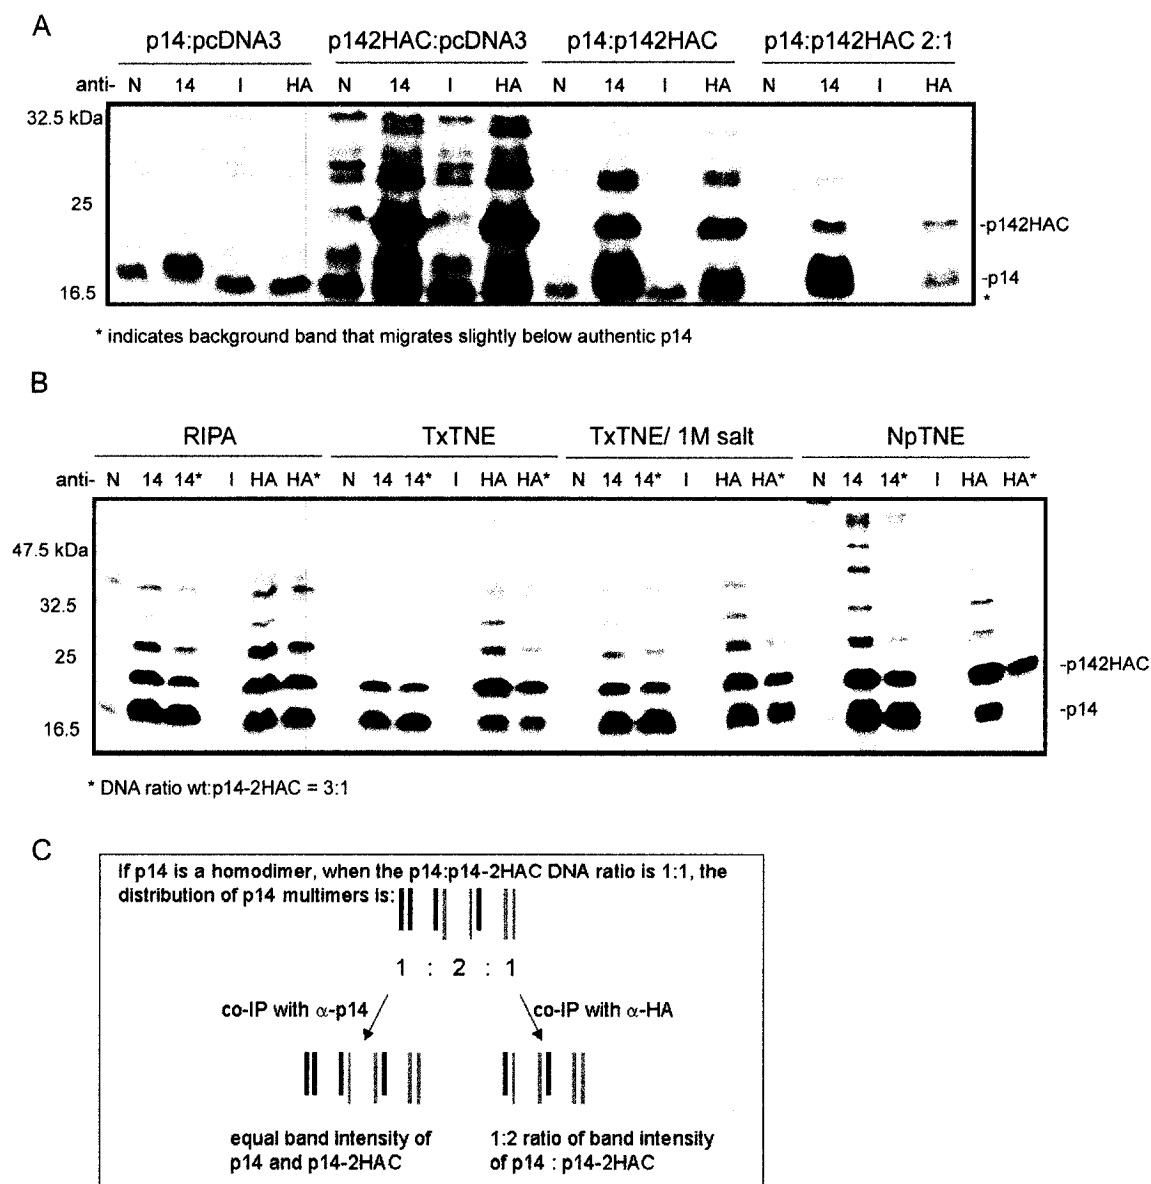 A
p14:pcDNA3 p142HAC:pcDNA3 p14:p142HAC p14:p142HAC 2:1
anti- N 14 I HA N 14 I HA N 14 I HA N 14 I HA
32.5 kDa
25
-p142HAC
-p14
16.5
*
* indicates background band that migrates slightly below authentic p14
B
RIPA TxTNE TxTNE/ 1M salt NpTNE
anti- N 14 14* I HA HA* N 14 14* I HA HA* N 14 14* I HA HA* N 14 14* I HA HA*
47.5 kDa
32.5
25
-p142HAC
-p14
16.5
* DNA ratio wt:p14-2HAC = 3:1
C
If p14 is a homodimer, when the p14:p14-2HAC DNA ratio is 1:1, the
distribution of p14 multimers is:
1 : 2 : 1
co-IP with α-p14 co-IP with α-HA
equal band intensity of
p14 and p14-2HAC
1:2 ratio of band intensity
of p14 : p14-2HAC